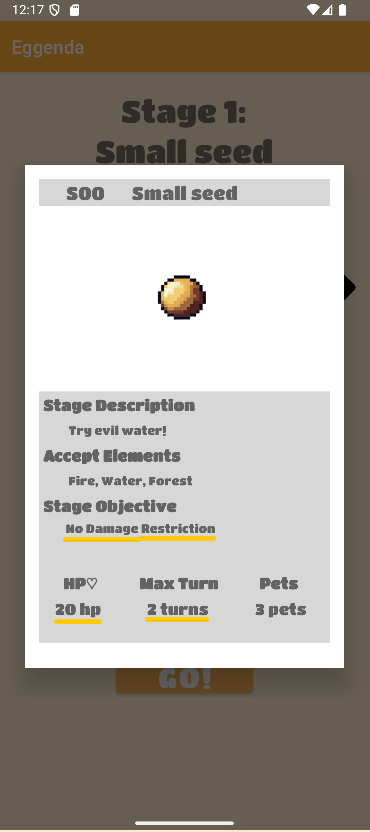 12:17
Eggenda
Stage 1:
Small seed
S00 Small seed
Stage Description
Try evil water!
Accept Elements
Fire, Water, Forest
Stage Objective
No Damage Restriction
HP♡ Max Turn Pets
20 hp 2 turns 3 pets
GO!